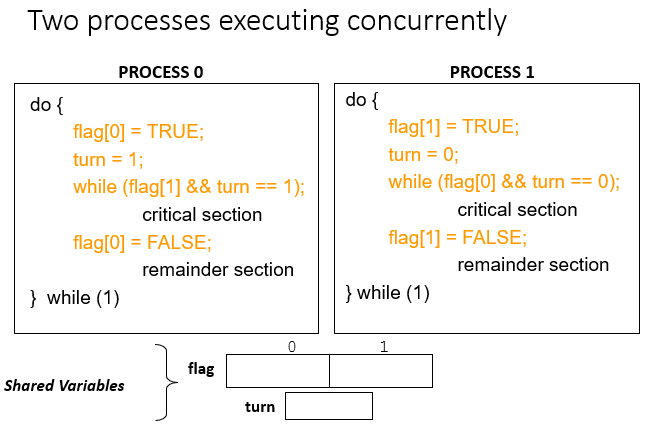 Two processes executing concurrently
PROCESS 0
do {
flag[0] = TRUE;
turn = 1;
while (flag[1] && turn == 1);
critical section
flag[0] = FALSE;
remainder section
} while (1)
PROCESS 1
do {
flag[1] = TRUE;
turn = 0;
while (flag[0] && turn == 0);
critical section
flag[1] = FALSE;
remainder section
} while (1)
0 1
flag
Shared Variables
turn